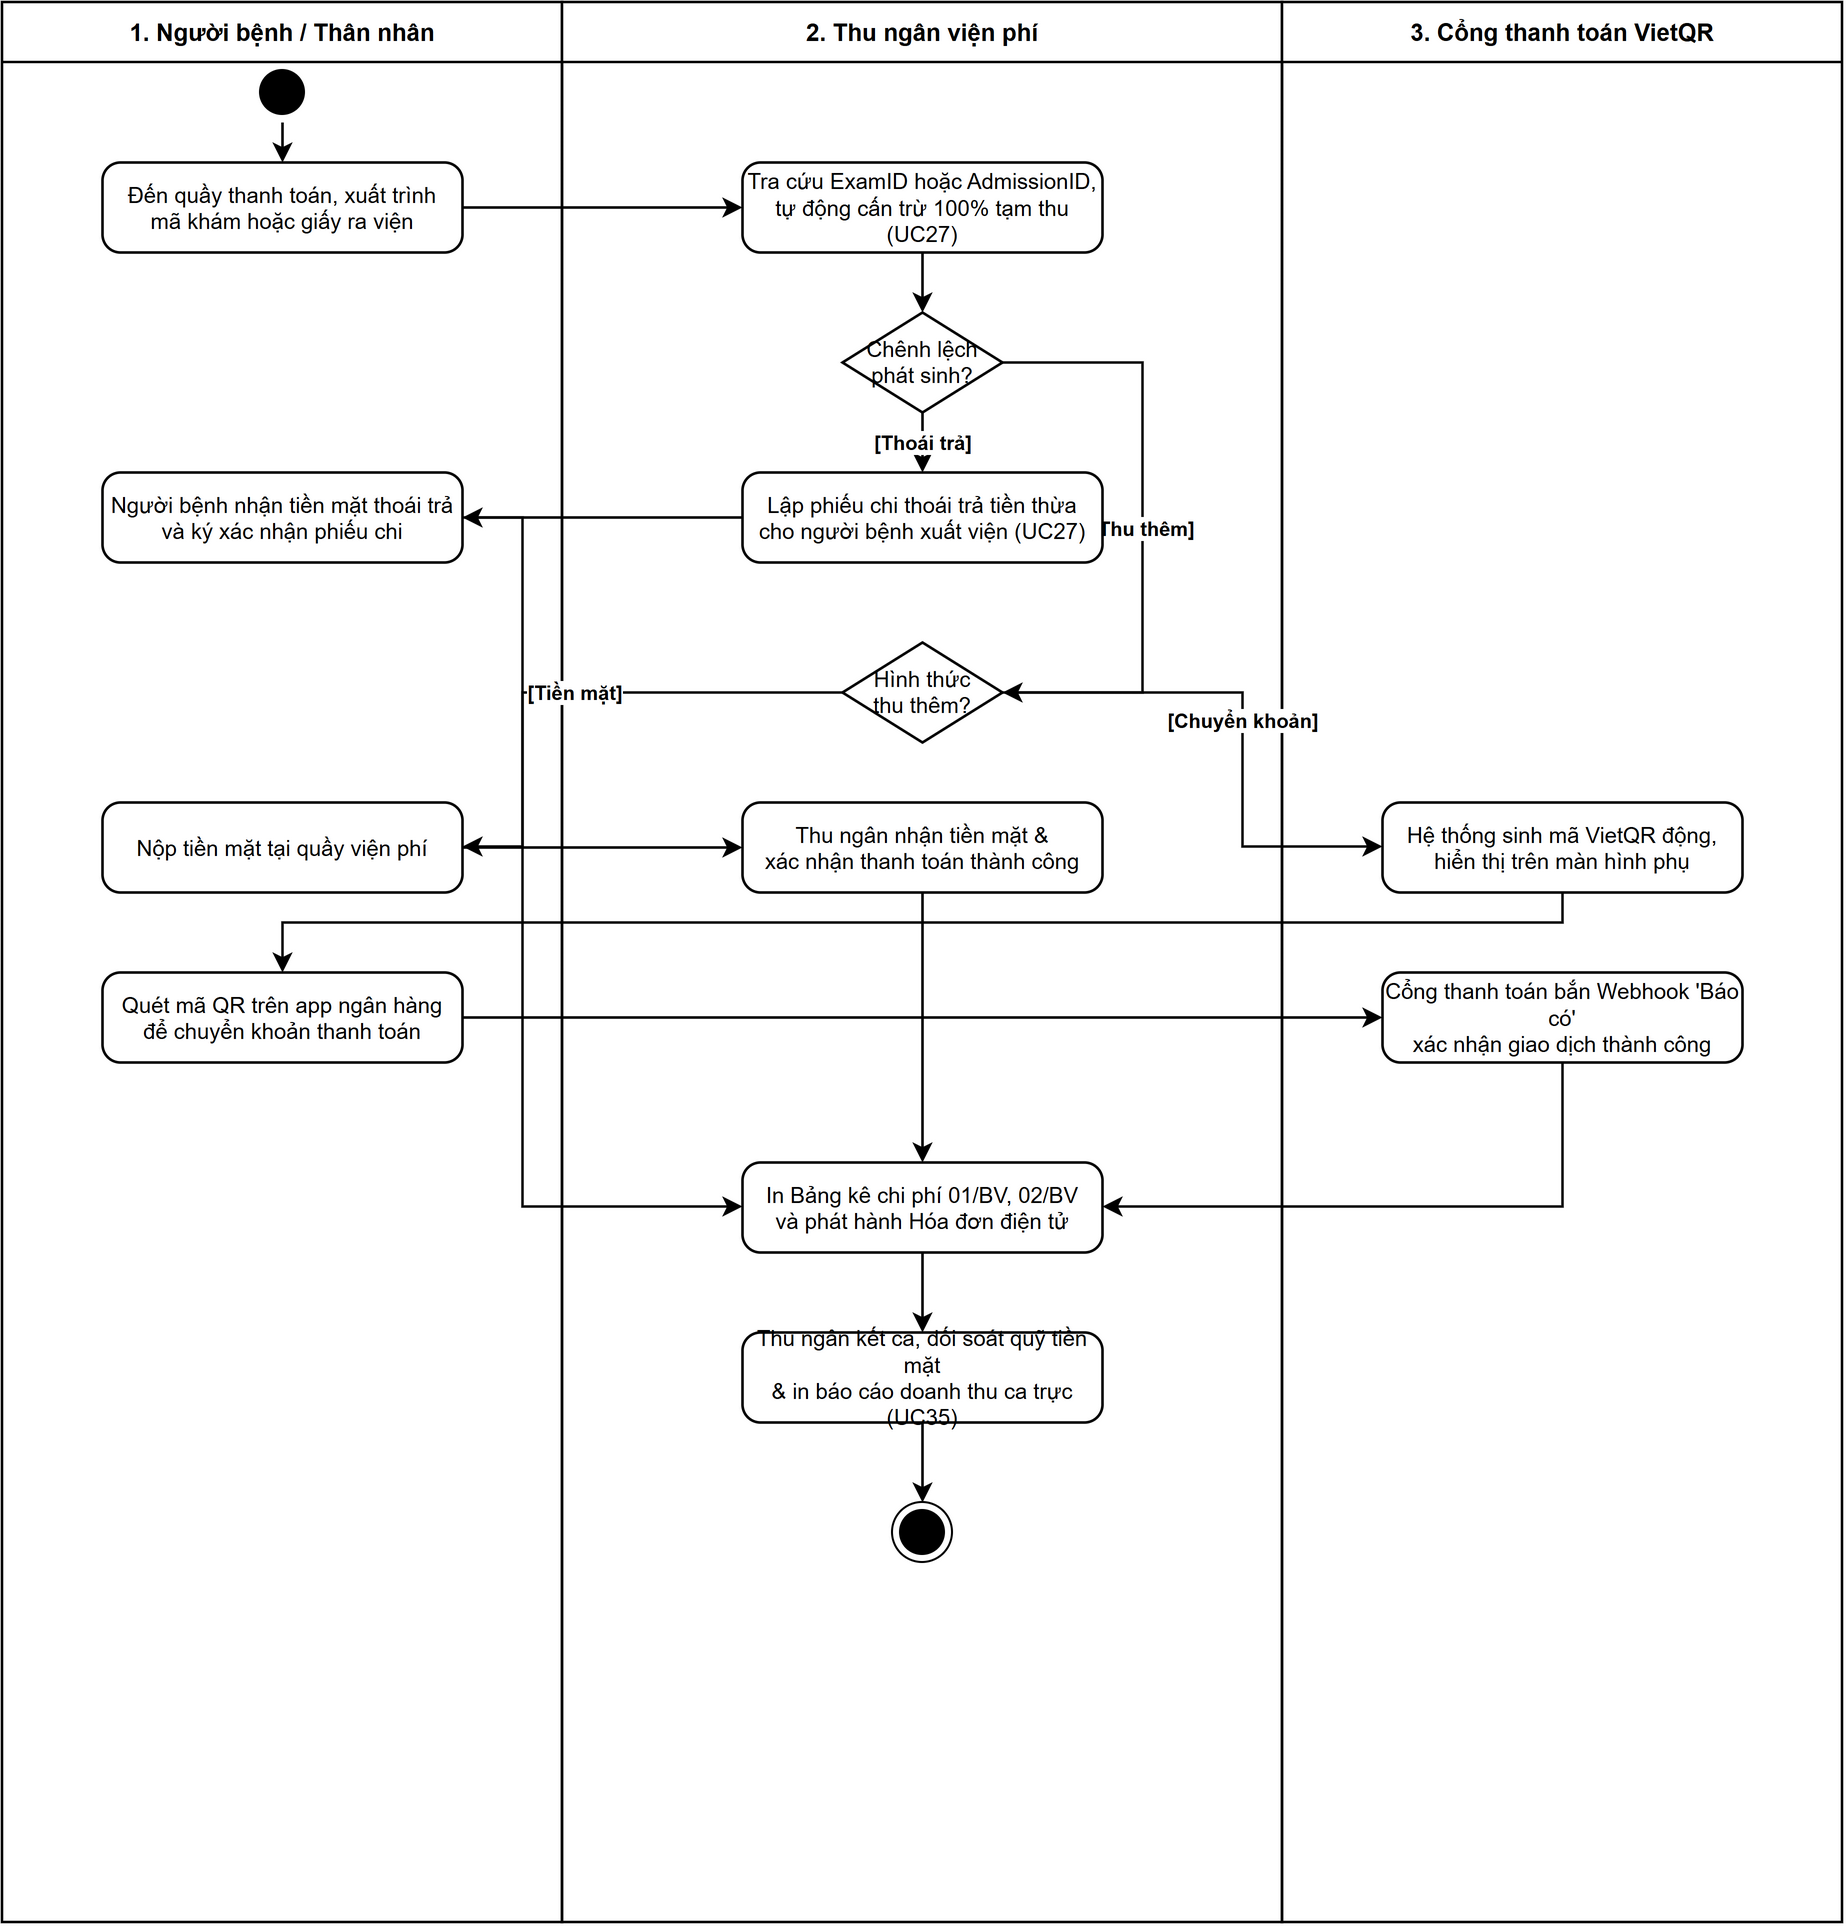 1. Người bệnh / Thân nhân
2. Thu ngân viện phí
3. Cổng thanh toán VietQR
Đến quầy thanh toán, xuất trình
mã khám hoặc giấy ra viện
Tra cứu ExamID hoặc AdmissionID,
tự động cấn trừ 100% tạm thu
(UC27)
Chênh lệch
phát sinh?
[Thoái trả]
Người bệnh nhận tiền mặt thoái trả
và ký xác nhận phiếu chi
Lập phiếu chi thoái trả tiền thừa
cho người bệnh xuất viện (UC27)
Thu thêm]
Hình thức
thu thêm?
[Tiền mặt]
[Chuyển khoản]
Nộp tiền mặt tại quầy viện phí
Thu ngân nhận tiền mặt &
xác nhận thanh toán thành công
Hệ thống sinh mã VietQR động,
hiển thị trên màn hình phụ
Quét mã QR trên app ngân hàng
để chuyển khoản thanh toán
Cổng thanh toán bắn Webhook 'Báo
có'
xác nhận giao dịch thành công
In Bảng kê chi phí 01/BV, 02/BV
và phát hành Hóa đơn điện tử
Thu ngân kết ca, đối soát quỹ tiền
mặt
& in báo cáo doanh thu ca trực
(UC35)